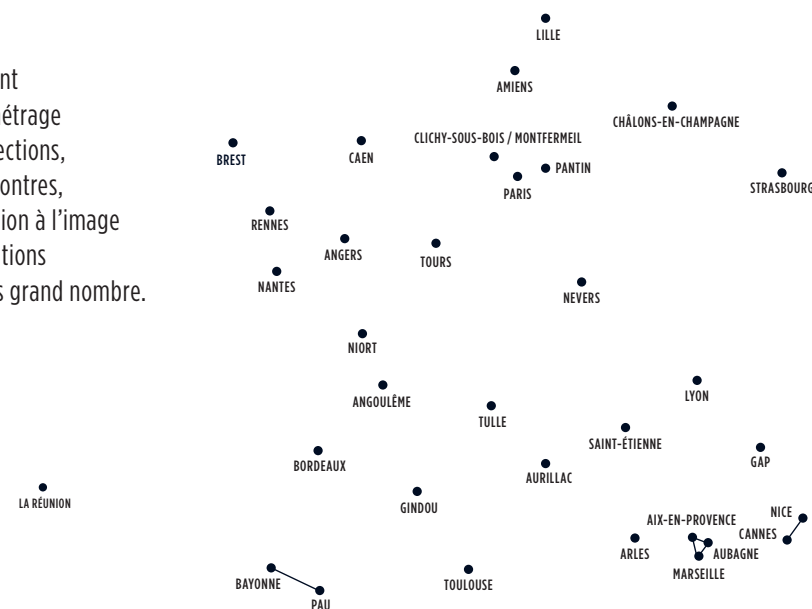 nt
étrage
ections,
ontres,
ion à l'image
tions
s grand nombre.
LILLE
AMIENS
CHÂLONS-EN-CHAMPAGNE
CLICHY-SOUS-BOIS / MONTFERMEIL
BREST
CAEN
PANTIN
PARIS
STRASBOURG
RENNES
ANGERS
TOURS
NANTES
NEVERS
NIORT
ANGOULÊME
LYON
TULLE
SAINT-ÉTIENNE
BORDEAUX
GAP
AURILLAC
LA RÉUNION
GINDOU
NICE
AIX-EN-PROVENCE
CANNES
ARLES
AUBAGNE
MARSEILLE
BAYONNE
TOULOUSE
PAU